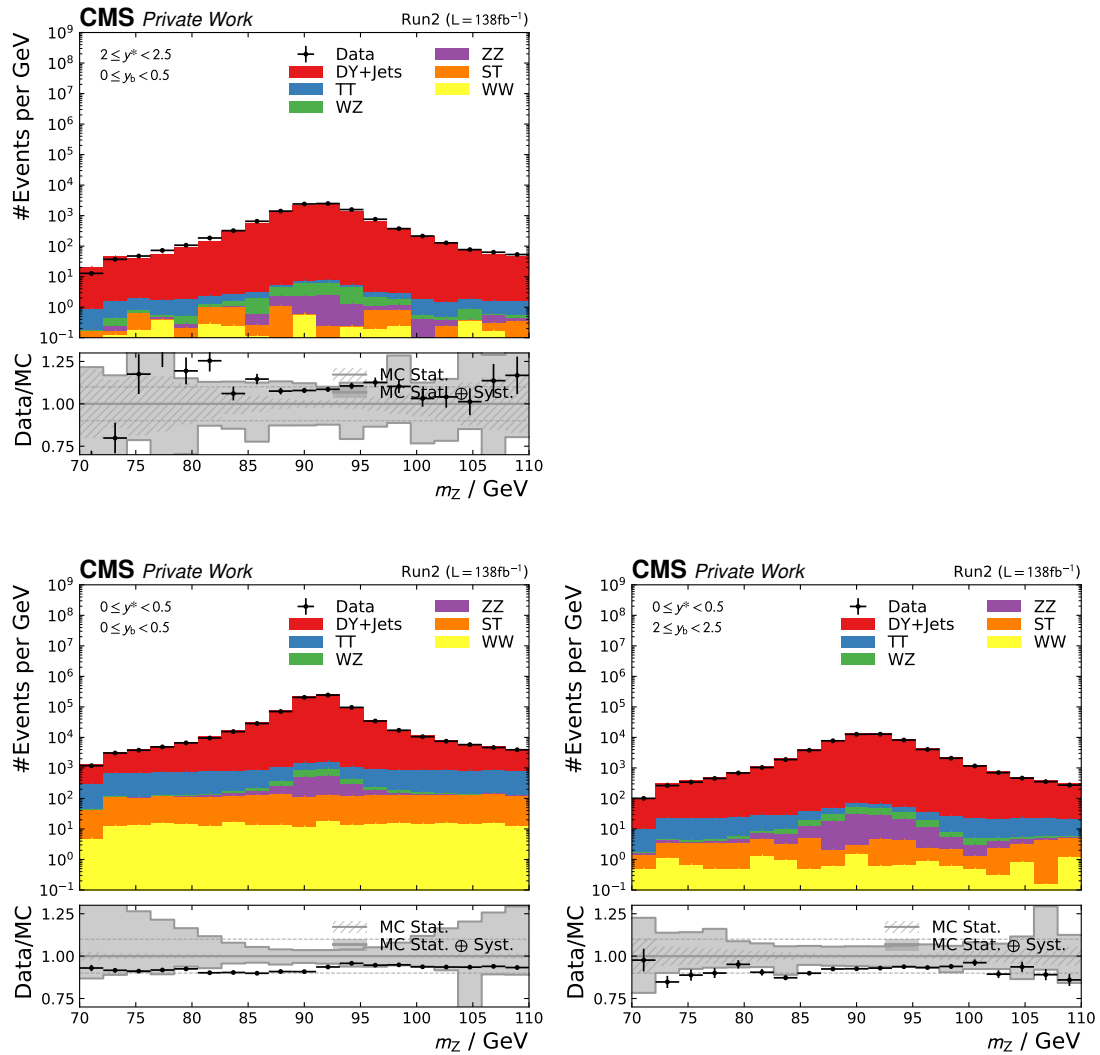 CMS Private Work Run2 (L = 138fb⁻¹)
2 ≤ y* < 2.5
0 ≤ y_b < 0.5
Data
DY+Jets
TT
WZ
ZZ
ST
WW
#Events per GeV
10⁹
10⁸
10⁷
10⁶
10⁵
10⁴
10³
10²
10¹
10⁰
10⁻¹
Data/MC
1.25
1.00
0.75
MC Stat.
MC Stat. ⊕ Syst.
70 75 80 85 90 95 100 105 110
m_Z / GeV
CMS Private Work Run2 (L = 138fb⁻¹)
0 ≤ y* < 0.5
0 ≤ y_b < 0.5
Data
DY+Jets
TT
WZ
ZZ
ST
WW
#Events per GeV
10⁹
10⁸
10⁷
10⁶
10⁵
10⁴
10³
10²
10¹
10⁰
10⁻¹
Data/MC
1.25
1.00
0.75
MC Stat.
MC Stat. ⊕ Syst.
70 75 80 85 90 95 100 105 110
m_Z / GeV
CMS Private Work Run2 (L = 138fb⁻¹)
0 ≤ y* < 0.5
2 ≤ y_b < 2.5
Data
DY+Jets
TT
WZ
ZZ
ST
WW
#Events per GeV
10⁹
10⁸
10⁷
10⁶
10⁵
10⁴
10³
10²
10¹
10⁰
10⁻¹
Data/MC
1.25
1.00
0.75
MC Stat.
MC Stat. ⊕ Syst.
70 75 80 85 90 95 100 105 110
m_Z / GeV